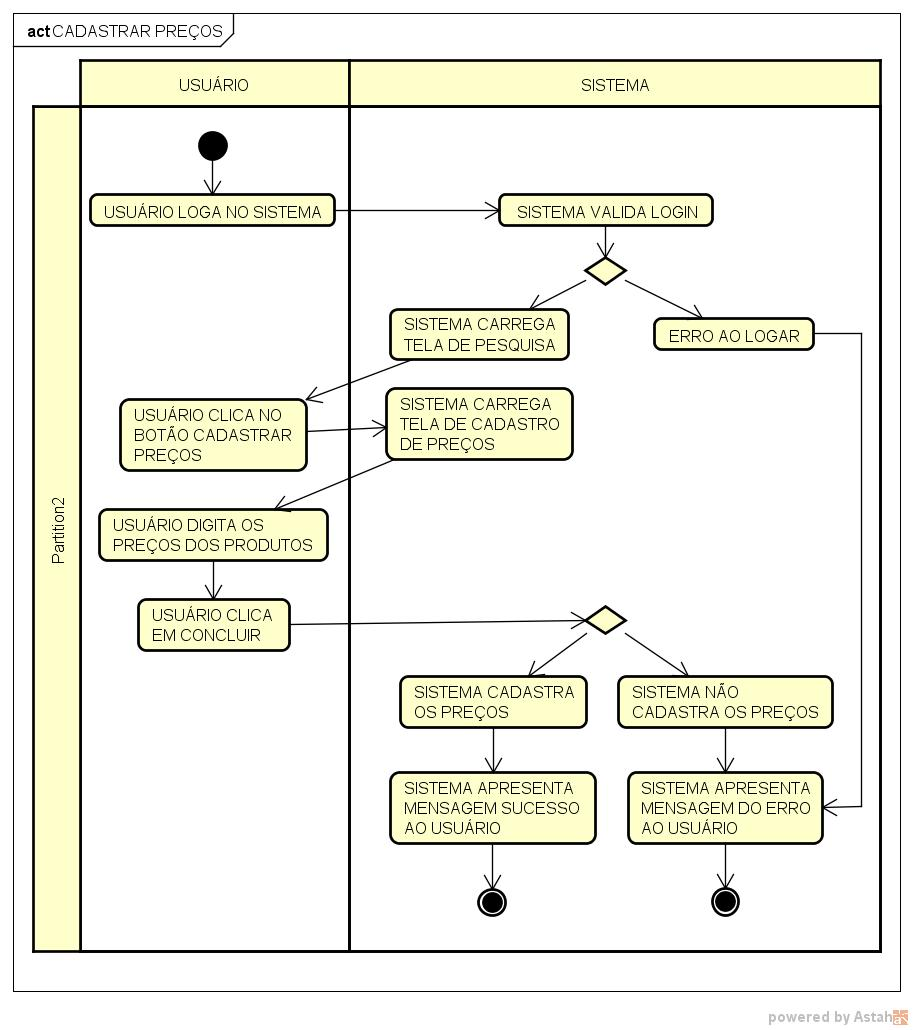 act CADASTRAR PREÇOS
USUÁRIO
SISTEMA
Partition2
USUÁRIO LOGA NO SISTEMA
SISTEMA VALIDA LOGIN
SISTEMA CARREGA
TELA DE PESQUISA
ERRO AO LOGAR
USUÁRIO CLICA NO
BOTÃO CADASTRAR
PREÇOS
SISTEMA CARREGA
TELA DE CADASTRO
DE PREÇOS
USUÁRIO DIGITA OS
PREÇOS DOS PRODUTOS
USUÁRIO CLICA
EM CONCLUIR
SISTEMA CADASTRA
OS PREÇOS
SISTEMA NÃO
CADASTRA OS PREÇOS
SISTEMA APRESENTA
MENSAGEM SUCESSO
AO USUÁRIO
SISTEMA APRESENTA
MENSAGEM DO ERRO
AO USUÁRIO
powered by Astah